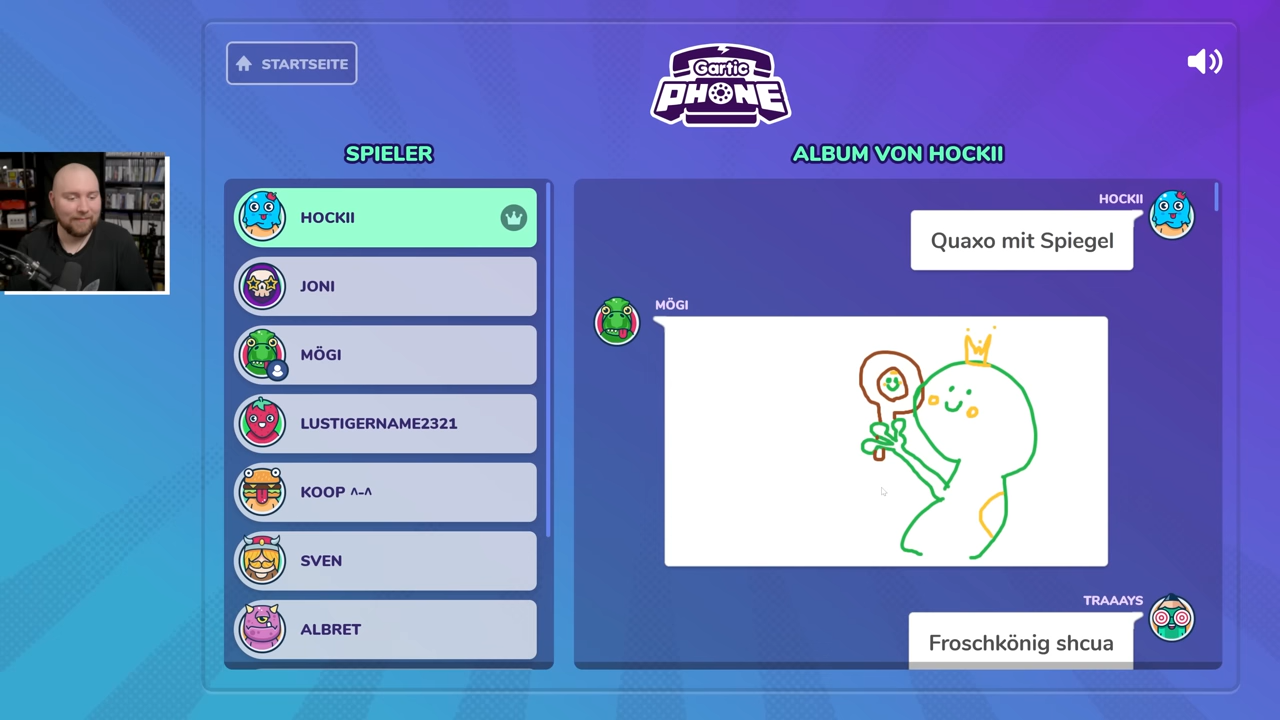 STARTSEITE
Gartic
PHONE
SPIELER
HOCKII
JONI
MÖGI
LUSTIGERNAME2321
KOOP ^-^
SVEN
ALBRET
ALBUM VON HOCKII
HOCKII
Quaxo mit Spiegel
MÖGI
TRAAAYS
Froschkönig shcua